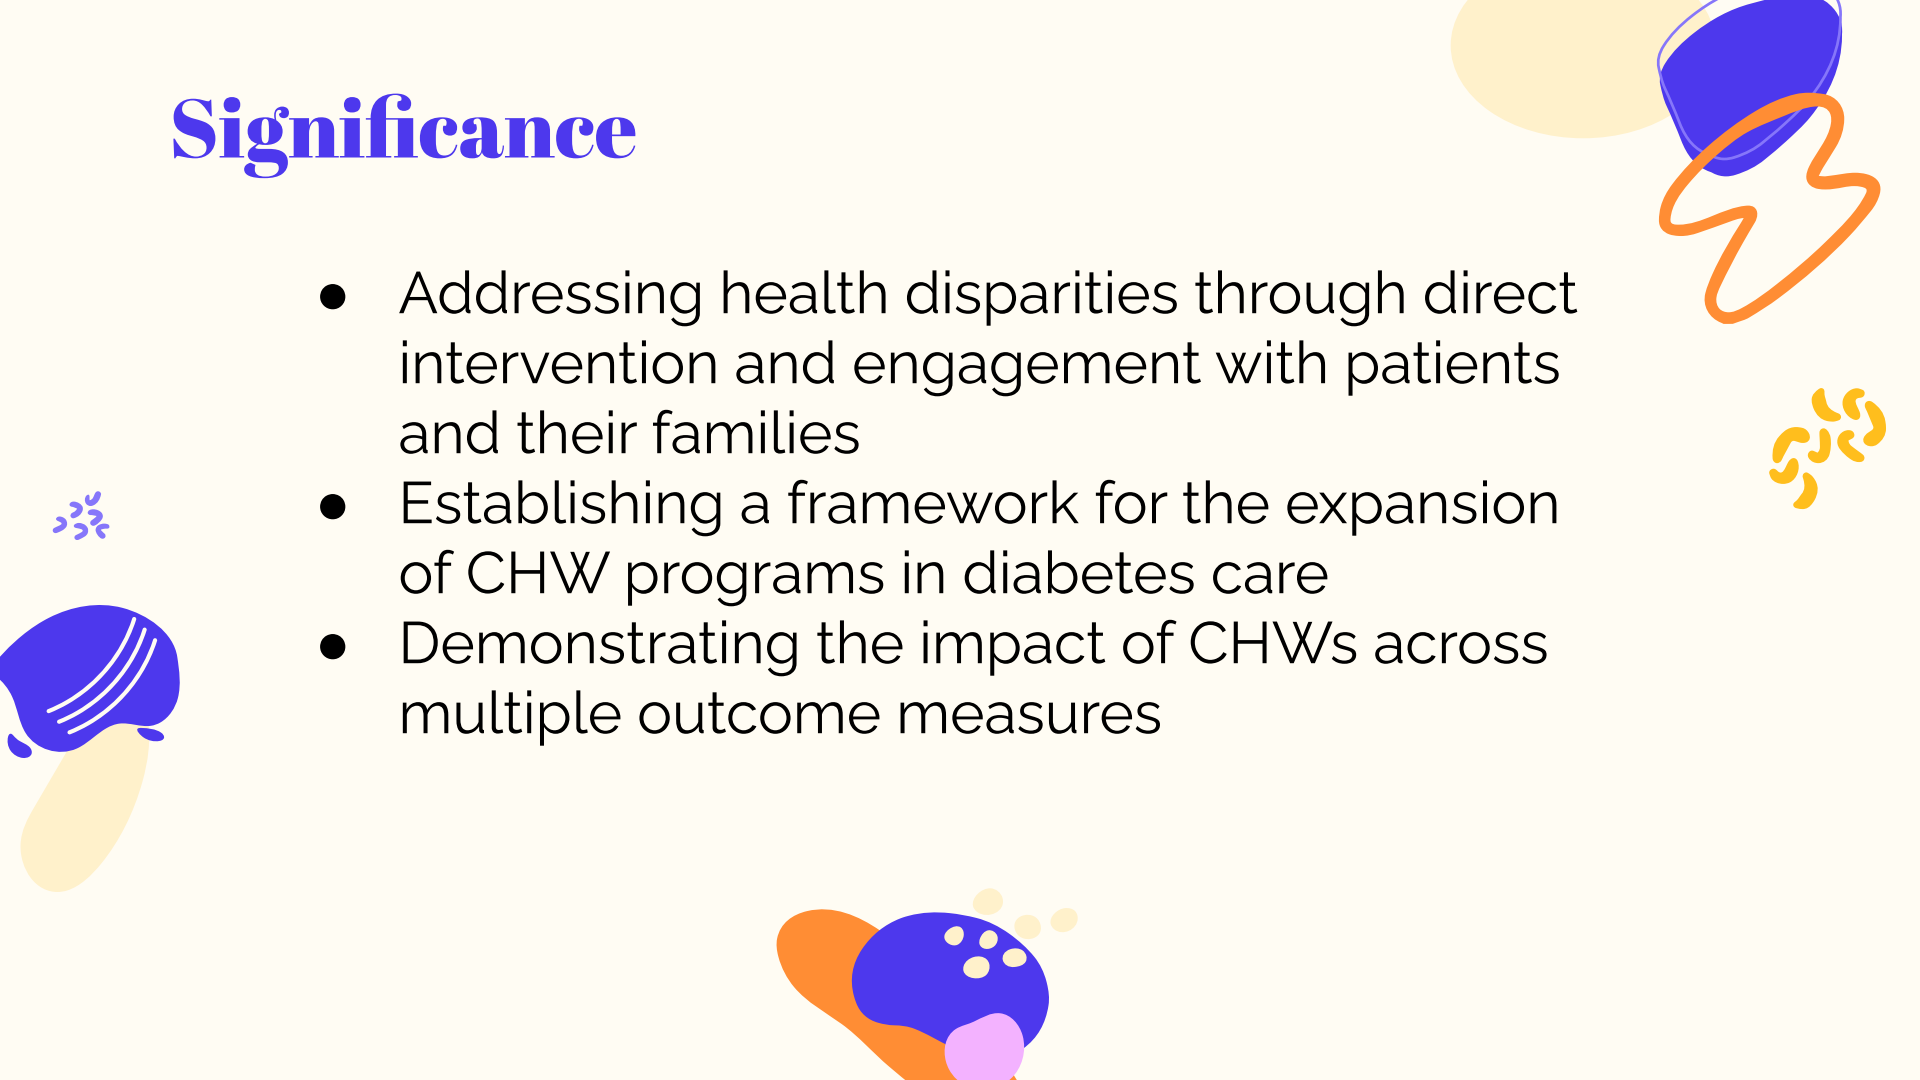 Significance
● Addressing health disparities through direct
intervention and engagement with patients
and their families
● Establishing a framework for the expansion
of CHW programs in diabetes care
● Demonstrating the impact of CHWs across
multiple outcome measures